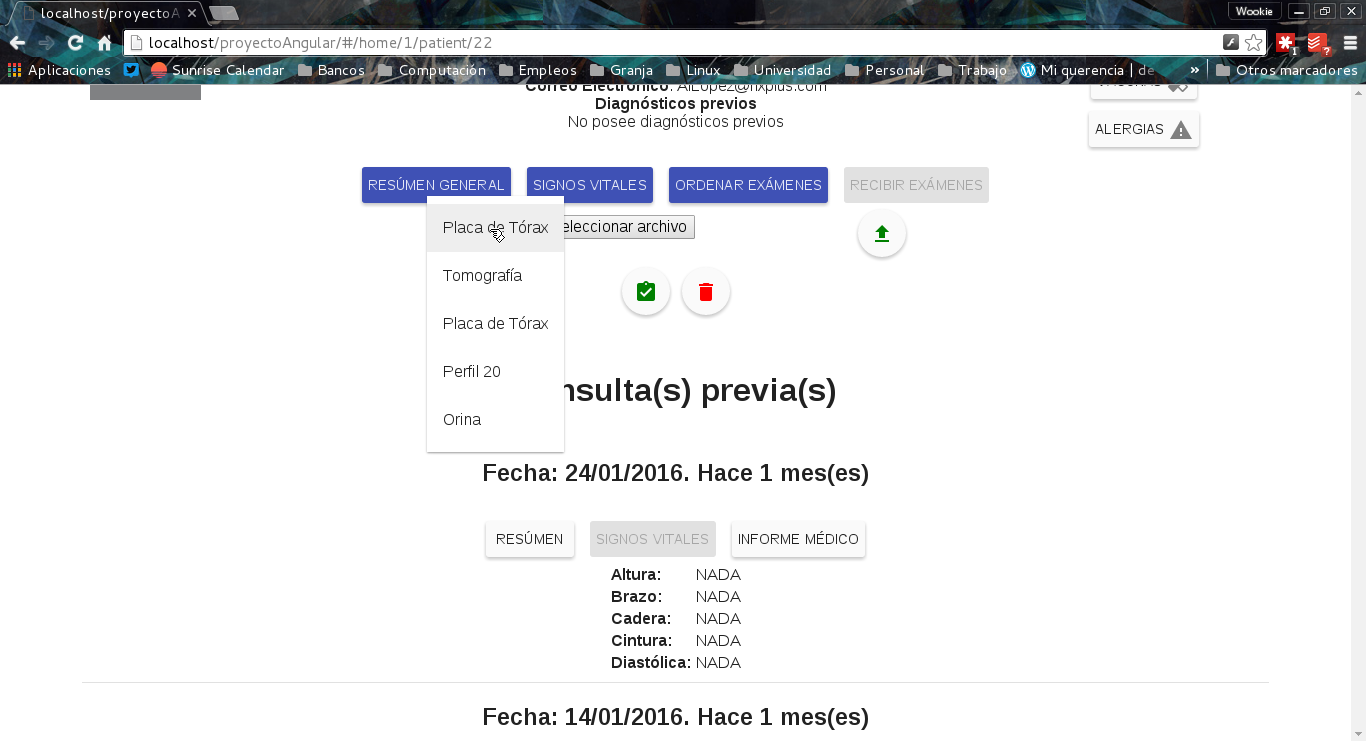 localhost/proyectoA
Wookie
localhost/proyectoAngular/#/home/1/patient/22
Aplicaciones Sunrise Calendar Bancos Computación Empleos Granja Linux Universidad Personal Trabajo Mi querencia | de » Otros marcadores
Correo Electrónico: AlLopez@rixplus.com
Diagnósticos previos
No posee diagnósticos previos
ALERGIAS
RESÚMEN GENERAL SIGNOS VITALES ORDENAR EXÁMENES RECIBIR EXÁMENES
Placa de Tórax
eleccionar archivo
Tomografía
Placa de Tórax
Perfil 20
nsulta(s) previa(s)
Orina
Fecha: 24/01/2016. Hace 1 mes(es)
RESÚMEN SIGNOS VITALES INFORME MÉDICO
Altura: NADA
Brazo: NADA
Cadera: NADA
Cintura: NADA
Diastólica: NADA
Fecha: 14/01/2016. Hace 1 mes(es)